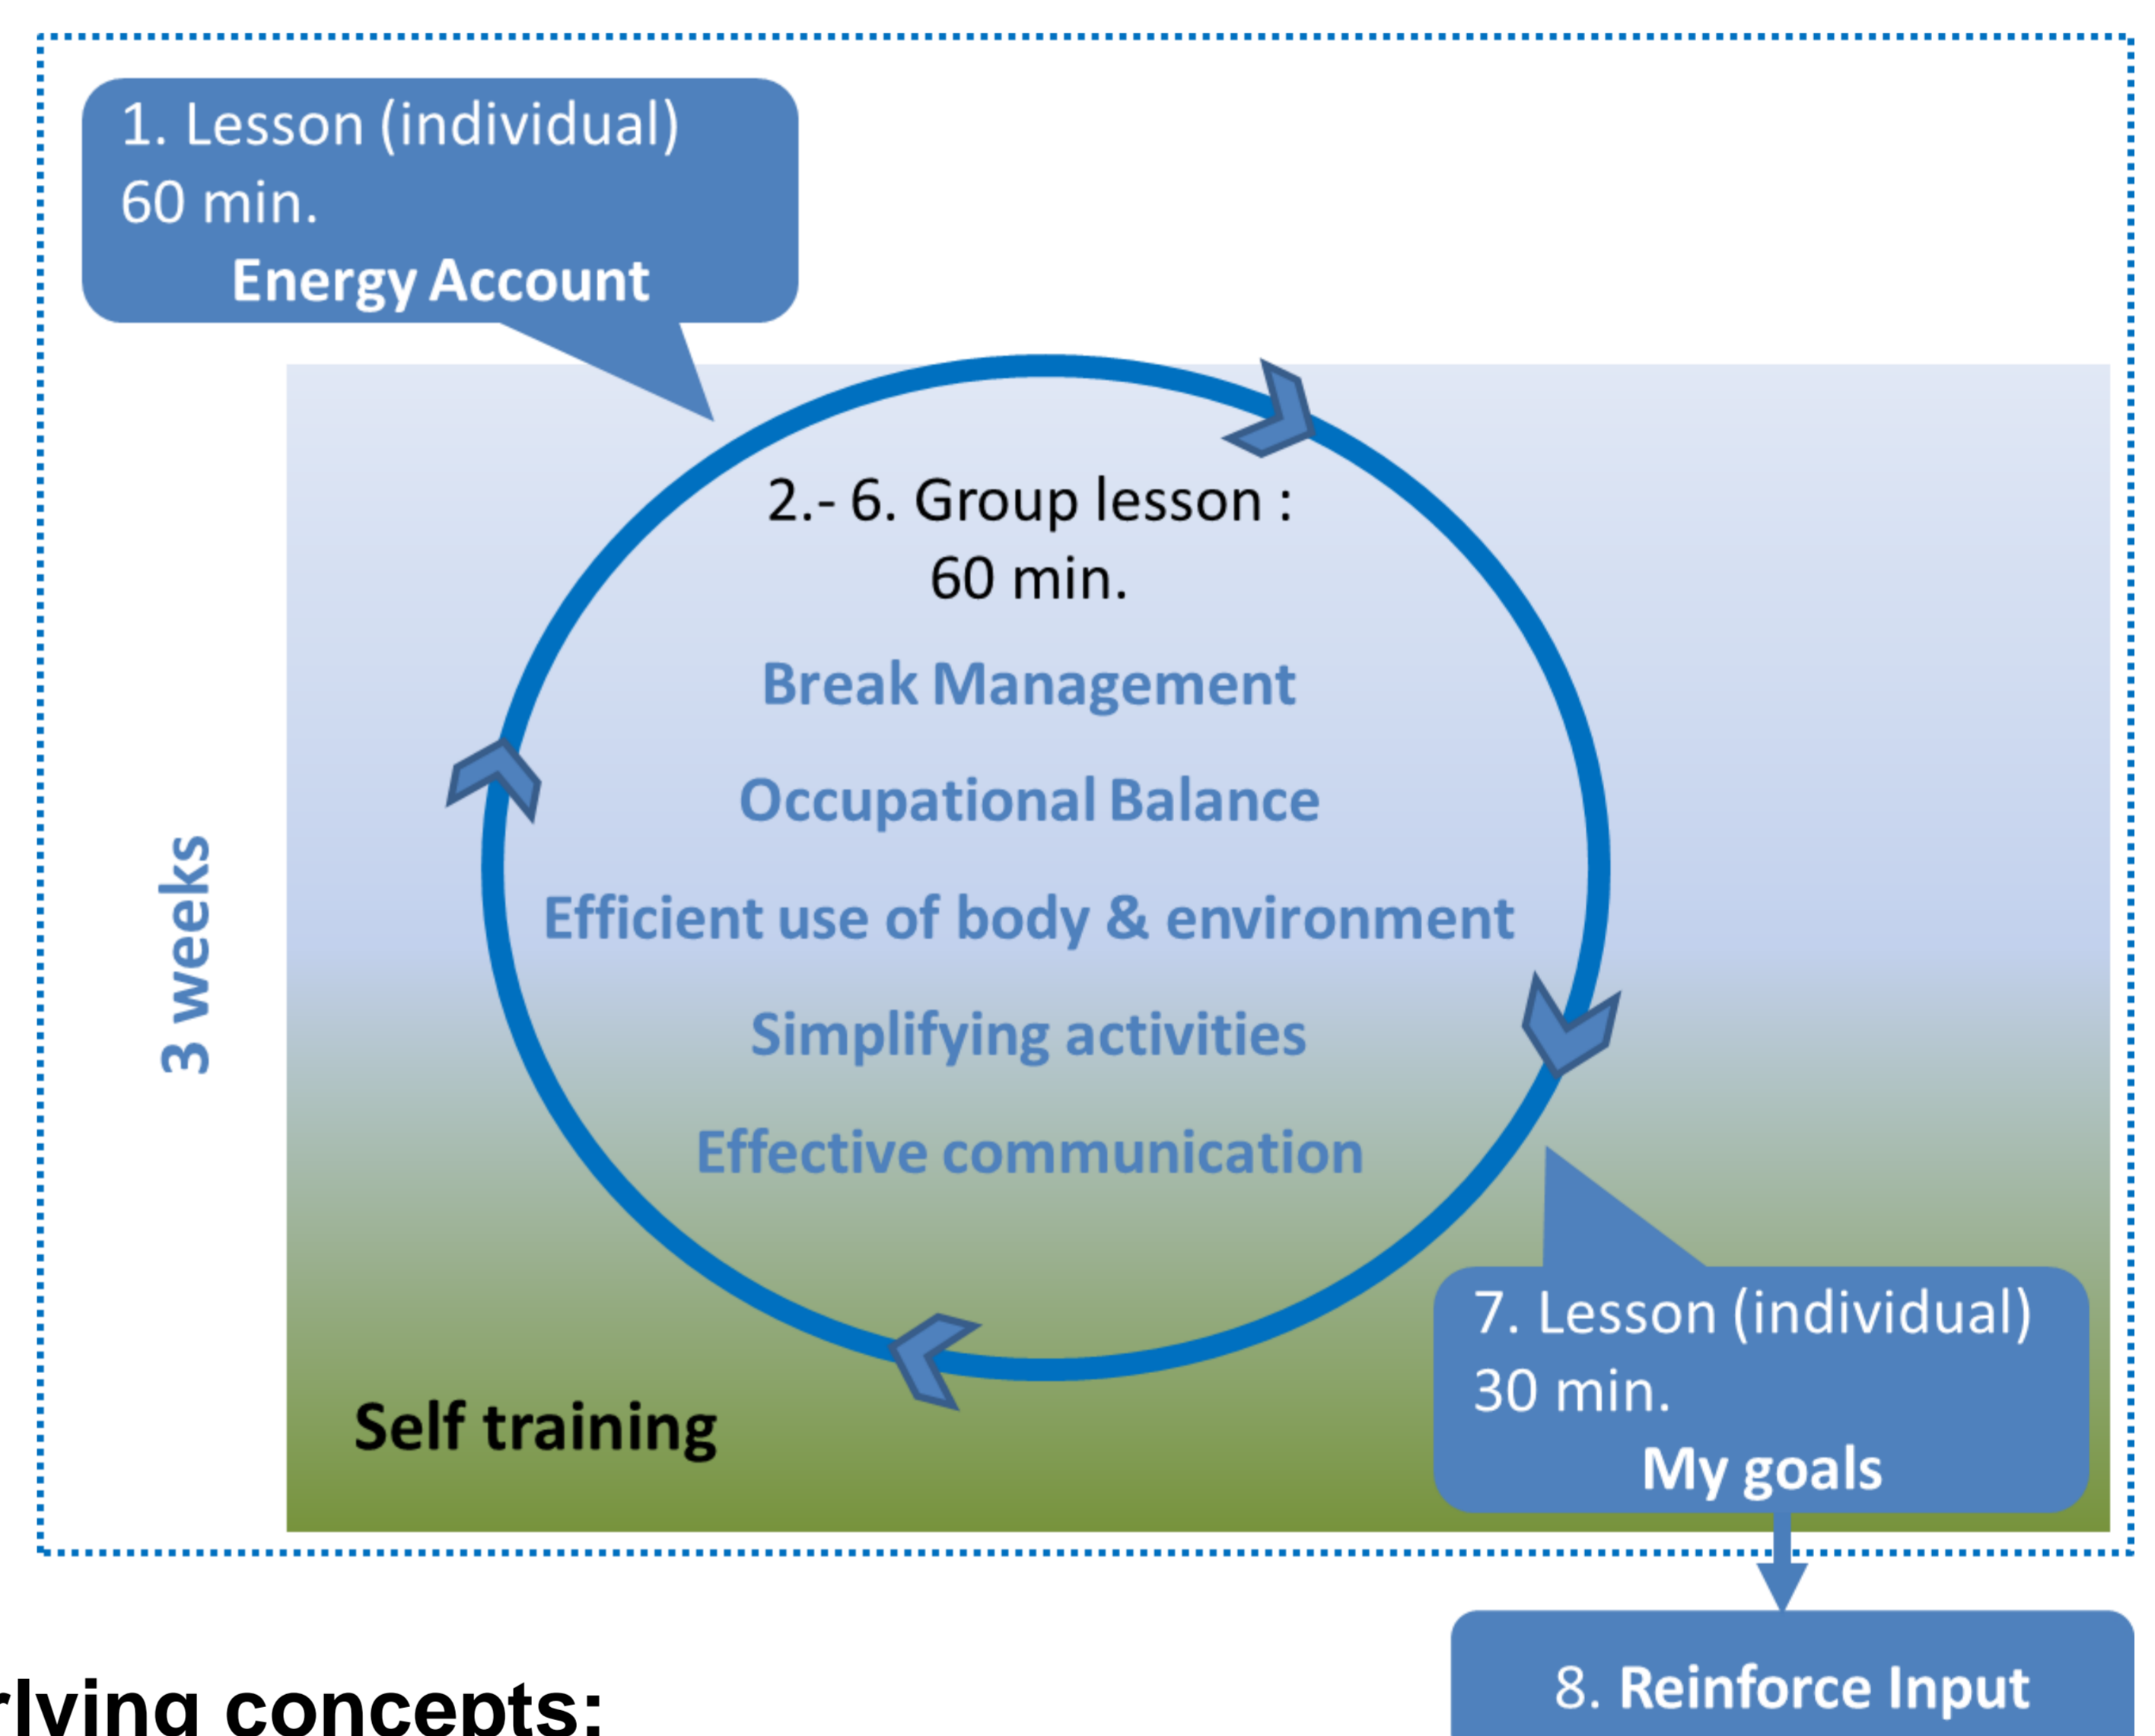 1. Lesson (individual)
60 min.
Energy Account
2.- 6. Group lesson :
60 min.
Break Management
Occupational Balance
Efficient use of body & environment
Simplifying activities
Effective communication
3 weeks
Self training
7. Lesson (individual)
30 min.
My goals
8. Reinforce Input
concepts: